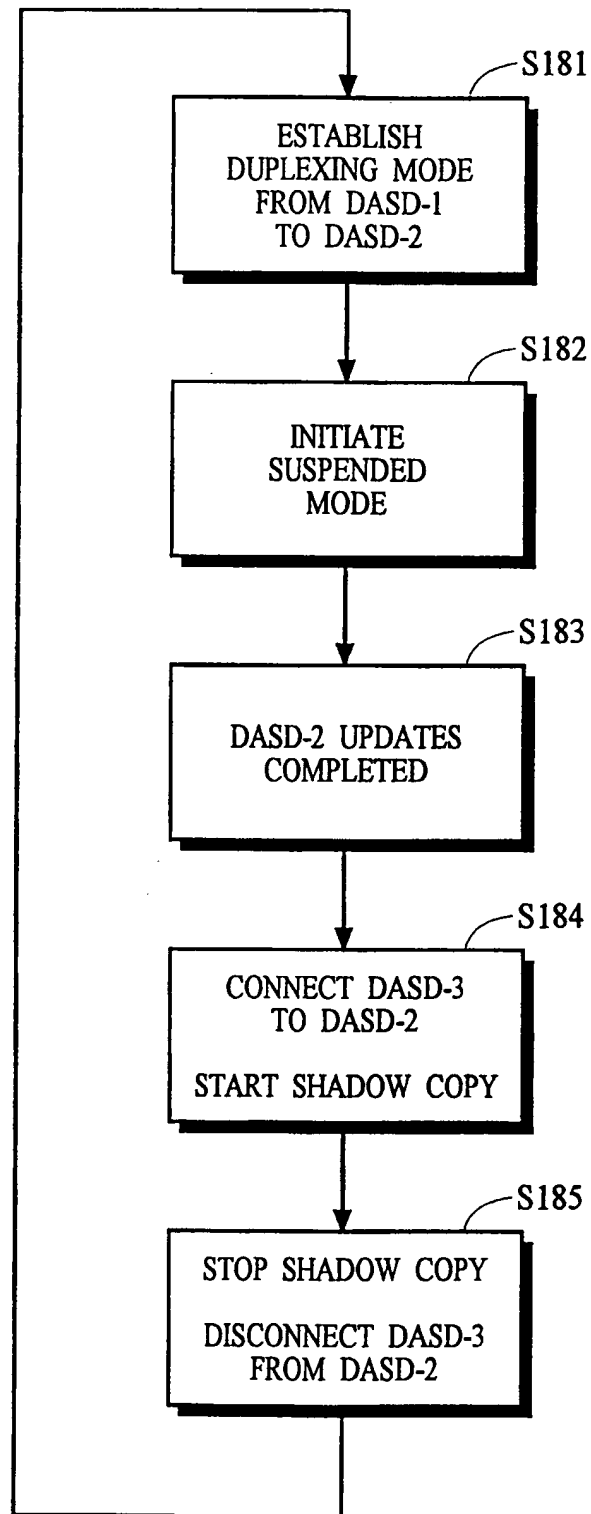 S181
ESTABLISH
DUPLEXING MODE
FROM DASD-1
TO DASD-2
S182
INITIATE
SUSPENDED
MODE
S183
DASD-2 UPDATES
COMPLETED
S184
CONNECT DASD-3
TO DASD-2
START SHADOW COPY
S185
STOP SHADOW COPY
DISCONNECT DASD-3
FROM DASD-2